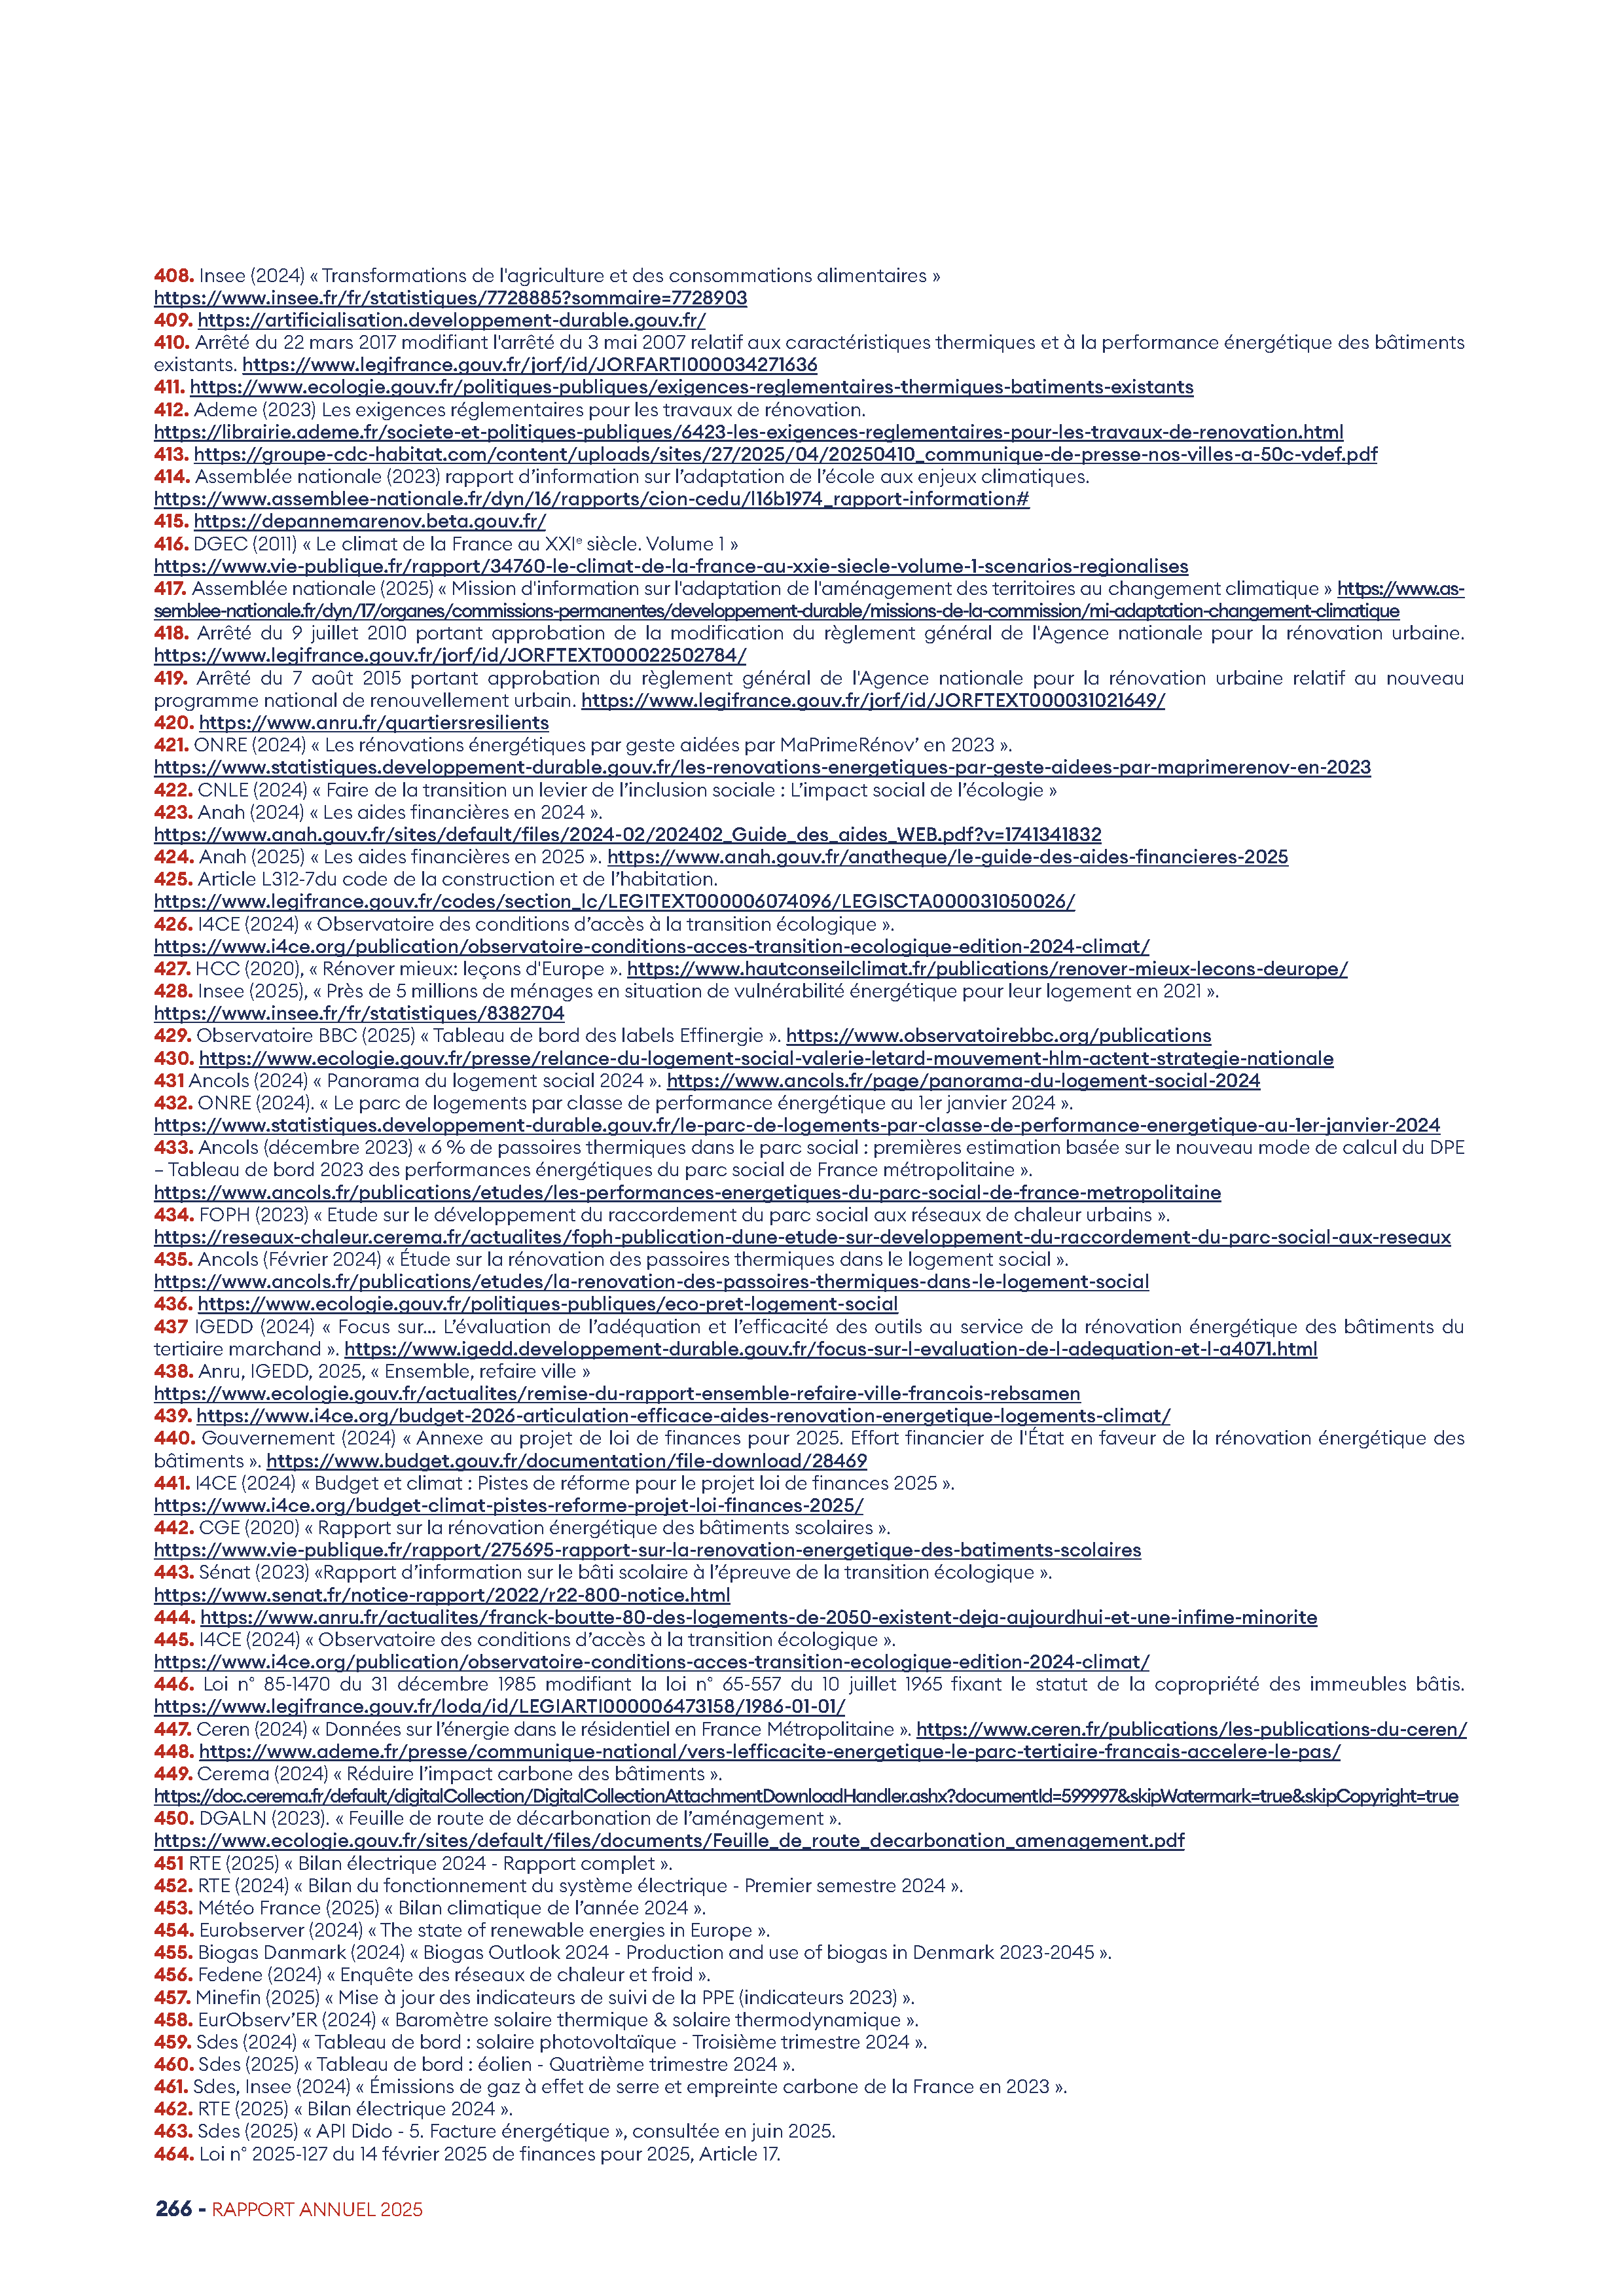 408. Insee (2024) « Transformations de l'agriculture et des consommations alimentaires »
https://www.insee.fr/fr/statistiques/7728885?sommaire=7728903
409. https://artificialisation.developpement-durable.gouv.fr/
410. Arrêté du 22 mars 2017 modifiant l'arrêté du 3 mai 2007 relatif aux caractéristiques thermiques et à la performance énergétique des bâtiments
existants. https://www.legifrance.gouv.fr/jorf/id/JORFARTI000034271636
411. https://www.ecologie.gouv.fr/politiques-publiques/exigences-reglementaires-thermiques-batiments-existants
412. Ademe (2023) Les exigences réglementaires pour les travaux de rénovation.
https://librairie.ademe.fr/societe-et-politiques-publiques/6423-les-exigences-reglementaires-pour-les-travaux-de-renovation.html
413. https://groupe-cdc-habitat.com/content/uploads/sites/27/2025/04/20250410_communique-de-presse-nos-villes-a-50c-vdef.pdf
414. Assemblée nationale (2023) rapport d’information sur l’adaptation de l’école aux enjeux climatiques.
https://www.assemblee-nationale.fr/dyn/16/rapports/cion-cedu/l16b1974_rapport-information#
415. https://depannemarenov.beta.gouv.fr/
416. DGEC (2011) « Le climat de la France au XXIe siècle. Volume 1 »
https://www.vie-publique.fr/rapport/34760-le-climat-de-la-france-au-xxie-siecle-volume-1-scenarios-regionalises
417. Assemblée nationale (2025) « Mission d'information sur l'adaptation de l'aménagement des territoires au changement climatique » https://www.as-
semblee-nationale.fr/dyn/17/organes/commissions-permanentes/developpement-durable/missions-de-la-commission/mi-adaptation-changement-climatique
418. Arrêté du 9 juillet 2010 portant approbation de la modification du règlement général de l'Agence nationale pour la rénovation urbaine.
https://www.legifrance.gouv.fr/jorf/id/JORFTEXT000022502784/
419. Arrêté du 7 août 2015 portant approbation du règlement général de l'Agence nationale pour la rénovation urbaine relatif au nouveau
programme national de renouvellement urbain. https://www.legifrance.gouv.fr/jorf/id/JORFTEXT000031021649/
420. https://www.anru.fr/quartiersresilients
421. ONRE (2024) « Les rénovations énergétiques par geste aidées par MaPrimeRénov’ en 2023 ».
https://www.statistiques.developpement-durable.gouv.fr/les-renovations-energetiques-par-geste-aidees-par-maprimerenov-en-2023
422. CNLE (2024) « Faire de la transition un levier de l’inclusion sociale : L’impact social de l’écologie »
423. Anah (2024) « Les aides financières en 2024 ».
https://www.anah.gouv.fr/sites/default/files/2024-02/202402_Guide_des_aides_WEB.pdf?v=1741341832
424. Anah (2025) « Les aides financières en 2025 ». https://www.anah.gouv.fr/anatheque/le-guide-des-aides-financieres-2025
425. Article L312-7du code de la construction et de l’habitation.
https://www.legifrance.gouv.fr/codes/section_lc/LEGITEXT000006074096/LEGISCTA000031050026/
426. I4CE (2024) « Observatoire des conditions d’accès à la transition écologique ».
https://www.i4ce.org/publication/observatoire-conditions-acces-transition-ecologique-edition-2024-climat/
427. HCC (2020), « Rénover mieux: leçons d'Europe ». https://www.hautconseilclimat.fr/publications/renover-mieux-lecons-deurope/
428. Insee (2025), « Près de 5 millions de ménages en situation de vulnérabilité énergétique pour leur logement en 2021 ».
https://www.insee.fr/fr/statistiques/8382704
429. Observatoire BBC (2025) « Tableau de bord des labels Effinergie ». https://www.observatoirebbc.org/publications
430. https://www.ecologie.gouv.fr/presse/relance-du-logement-social-valerie-letard-mouvement-hlm-actent-strategie-nationale
431 Ancols (2024) « Panorama du logement social 2024 ». https://www.ancols.fr/page/panorama-du-logement-social-2024
432. ONRE (2024). « Le parc de logements par classe de performance énergétique au 1er janvier 2024 ».
https://www.statistiques.developpement-durable.gouv.fr/le-parc-de-logements-par-classe-de-performance-energetique-au-1er-janvier-2024
433. Ancols (décembre 2023) « 6 % de passoires thermiques dans le parc social : premières estimation basée sur le nouveau mode de calcul du DPE
– Tableau de bord 2023 des performances énergétiques du parc social de France métropolitaine ».
https://www.ancols.fr/publications/etudes/les-performances-energetiques-du-parc-social-de-france-metropolitaine
434. FOPH (2023) « Etude sur le développement du raccordement du parc social aux réseaux de chaleur urbains ».
https://reseaux-chaleur.cerema.fr/actualites/foph-publication-dune-etude-sur-developpement-du-raccordement-du-parc-social-aux-reseaux
435. Ancols (Février 2024) « Étude sur la rénovation des passoires thermiques dans le logement social ».
https://www.ancols.fr/publications/etudes/la-renovation-des-passoires-thermiques-dans-le-logement-social
436. https://www.ecologie.gouv.fr/politiques-publiques/eco-pret-logement-social
437 IGEDD (2024) « Focus sur... L’évaluation de l’adéquation et l’efficacité des outils au service de la rénovation énergétique des bâtiments du
tertiaire marchand ». https://www.igedd.developpement-durable.gouv.fr/focus-sur-l-evaluation-de-l-adequation-et-l-a4071.html
438. Anru, IGEDD, 2025, « Ensemble, refaire ville »
https://www.ecologie.gouv.fr/actualites/remise-du-rapport-ensemble-refaire-ville-francois-rebsamen
439. https://www.i4ce.org/budget-2026-articulation-efficace-aides-renovation-energetique-logements-climat/
440. Gouvernement (2024) « Annexe au projet de loi de finances pour 2025. Effort financier de l'État en faveur de la rénovation énergétique des
bâtiments ». https://www.budget.gouv.fr/documentation/file-download/28469
441. I4CE (2024) « Budget et climat : Pistes de réforme pour le projet loi de finances 2025 ».
https://www.i4ce.org/budget-climat-pistes-reforme-projet-loi-finances-2025/
442. CGE (2020) « Rapport sur la rénovation énergétique des bâtiments scolaires ».
https://www.vie-publique.fr/rapport/275695-rapport-sur-la-renovation-energetique-des-batiments-scolaires
443. Sénat (2023) «Rapport d’information sur le bâti scolaire à l’épreuve de la transition écologique ».
https://www.senat.fr/notice-rapport/2022/r22-800-notice.html
444. https://www.anru.fr/actualites/franck-boutte-80-des-logements-de-2050-existent-deja-aujourdhui-et-une-infime-minorite
445. I4CE (2024) « Observatoire des conditions d’accès à la transition écologique ».
https://www.i4ce.org/publication/observatoire-conditions-acces-transition-ecologique-edition-2024-climat/
446. Loi n° 85-1470 du 31 décembre 1985 modifiant la loi n° 65-557 du 10 juillet 1965 fixant le statut de la copropriété des immeubles bâtis.
https://www.legifrance.gouv.fr/loda/id/LEGIARTI000006473158/1986-01-01/
447. Ceren (2024) « Données sur l’énergie dans le résidentiel en France Métropolitaine ». https://www.ceren.fr/publications/les-publications-du-ceren/
448. https://www.ademe.fr/presse/communique-national/vers-lefficacite-energetique-le-parc-tertiaire-francais-accelere-le-pas/
449. Cerema (2024) « Réduire l’impact carbone des bâtiments ».
https://doc.cerema.fr/default/digitalCollection/DigitalCollectionAttachmentDownloadHandler.ashx?documentId=599997&skipWatermark=true&skipCopyright=true
450. DGALN (2023). « Feuille de route de décarbonation de l’aménagement ».
https://www.ecologie.gouv.fr/sites/default/files/documents/Feuille_de_route_decarbonation_amenagement.pdf
451 RTE (2025) « Bilan électrique 2024 - Rapport complet ».
452. RTE (2024) « Bilan du fonctionnement du système électrique - Premier semestre 2024 ».
453. Météo France (2025) « Bilan climatique de l’année 2024 ».
454. Eurobserver (2024) « The state of renewable energies in Europe ».
455. Biogas Danmark (2024) « Biogas Outlook 2024 - Production and use of biogas in Denmark 2023-2045 ».
456. Fedene (2024) « Enquête des réseaux de chaleur et froid ».
457. Minefin (2025) « Mise à jour des indicateurs de suivi de la PPE (indicateurs 2023) ».
458. EurObserv’ER (2024) « Baromètre solaire thermique & solaire thermodynamique ».
459. Sdes (2024) « Tableau de bord : solaire photovoltaïque - Troisième trimestre 2024 ».
460. Sdes (2025) « Tableau de bord : éolien - Quatrième trimestre 2024 ».
461. Sdes, Insee (2024) « Émissions de gaz à effet de serre et empreinte carbone de la France en 2023 ».
462. RTE (2025) « Bilan électrique 2024 ».
463. Sdes (2025) « API Dido - 5. Facture énergétique », consultée en juin 2025.
464. Loi n° 2025-127 du 14 février 2025 de finances pour 2025, Article 17.
266 - RAPPORT ANNUEL 2025